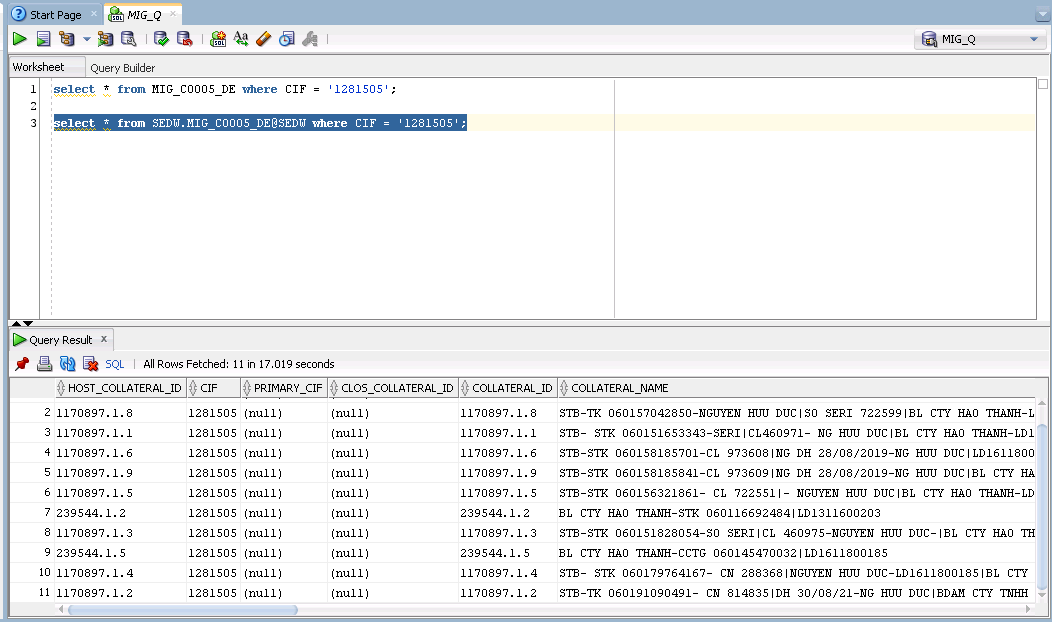 Start Page
MIG_Q
MIG_Q
Worksheet Query Builder
1 select * from MIG_C0005_DE where CIF = '1281505';
2
3 select * from SEDW.MIG_C0005_DE@SEDW where CIF = '1281505';
Query Result
SQL | All Rows Fetched: 11 in 17.019 seconds
HOST_COLLATERAL_ID CIF PRIMARY_CIF CLOS_COLLATERAL_ID COLLATERAL_ID COLLATERAL_NAME
2 1170897.1.8 1281505 (null) (null) 1170897.1.8 STB-TK 060157042850-NGUYEN HUU DUC|SO SERI 722599|BL CTY HAO THANH-L
3 1170897.1.1 1281505 (null) (null) 1170897.1.1 STB- STK 060151653343-SERI|CL460971- NG HUU DUC|BL CTY HAO THANH-LD1
4 1170897.1.6 1281505 (null) (null) 1170897.1.6 STB-STK 060158185701-CL 973608|NG DH 28/08/2019-NG HUU DUC|LD1611800
5 1170897.1.9 1281505 (null) (null) 1170897.1.9 STB-STK 060158185841-CL 973609|NG DH 28/08/2019-NG HUU DUC|BL CTY HA
6 1170897.1.5 1281505 (null) (null) 1170897.1.5 STB-STK 060156321861- CL 722551|- NGUYEN HUU DUC|BL CTY HAO THANH-LD
7 239544.1.2 1281505 (null) (null) 239544.1.2 BL CTY HAO THANH-STK 060116692484|LD1311600203
8 1170897.1.3 1281505 (null) (null) 1170897.1.3 STB-STK 060151828054-SO SERI|CL 460975-NGUYEN HUU DUC-|BL CTY HAO TH
9 239544.1.5 1281505 (null) (null) 239544.1.5 BL CTY HAO THANH-CCTG 060145470032|LD1611800185
10 1170897.1.4 1281505 (null) (null) 1170897.1.4 STB- STK 060179764167- CN 288368|NGUYEN HUU DUC-LD1611800185|BL CTY
11 1170897.1.2 1281505 (null) (null) 1170897.1.2 STB-TK 060191090491- CN 814835|DH 30/08/21-NG HUU DUC|BDAM CTY TNHH